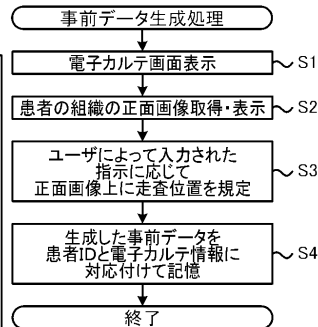 事前データ生成処理
電子カルテ画面表示
S1
患者の組織の正面画像取得・表示
S2
ユーザによって入力された
指示に応じて
正面画像上に走査位置を規定
S3
生成した事前データを
患者IDと電子カルテ情報に
対応付けて記憶
S4
終了